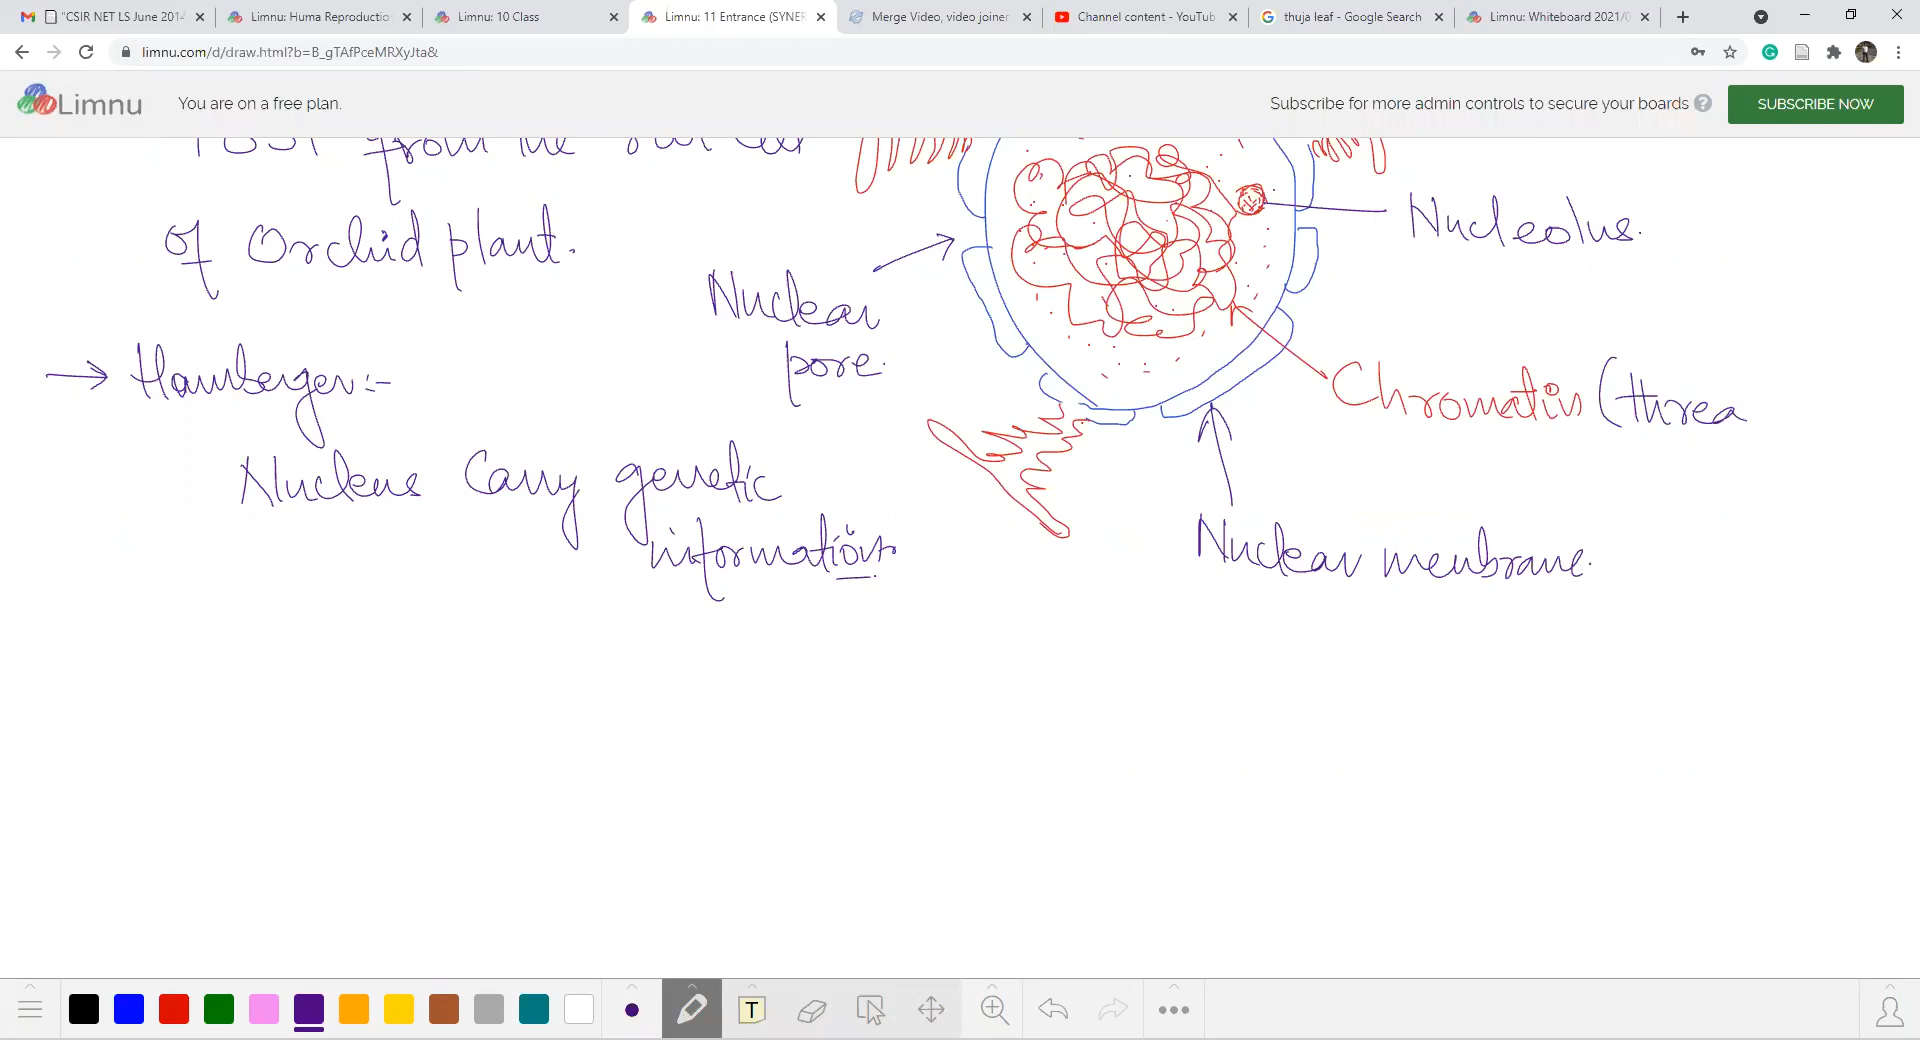 "CSIR NET LS June 2014
Limnu: Huma Reproductio
Limnu: 10 Class
Limnu: 11 Entrance (SYNER
Merge Video, video joiner
Channel content - YouTub
thuja leaf - Google Search
Limnu: Whiteboard 2021/0
limnu.com/d/draw.html?b=B_gTAfPceMRXyJta&
Limnu
You are on a free plan.
Subscribe for more admin controls to secure your boards
SUBSCRIBE NOW
from the
of Orchid plant.
Nucleolus.
Nuclear
pore.
→ Hamberger:-
Chromatin (threa
Nucleus Carry genetic
information
Nuclear menbrane.
T